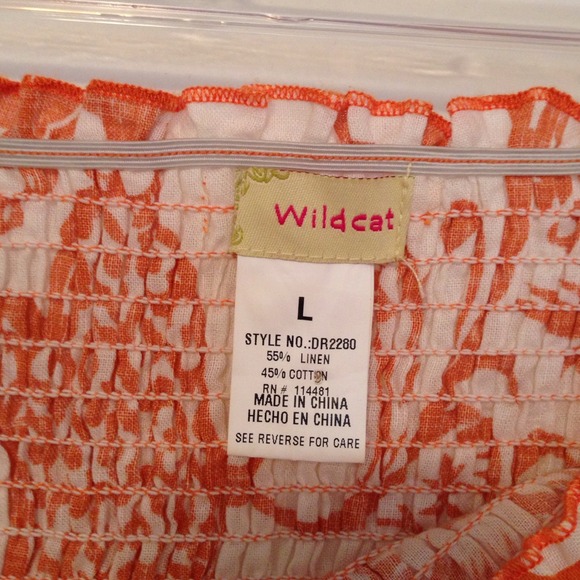 Wildcat
L
STYLE NO.:DR2280
55% LINEN
45% COTTON
RN # 114481
MADE IN CHINA
HECHO EN CHINA
SEE REVERSE FOR CARE